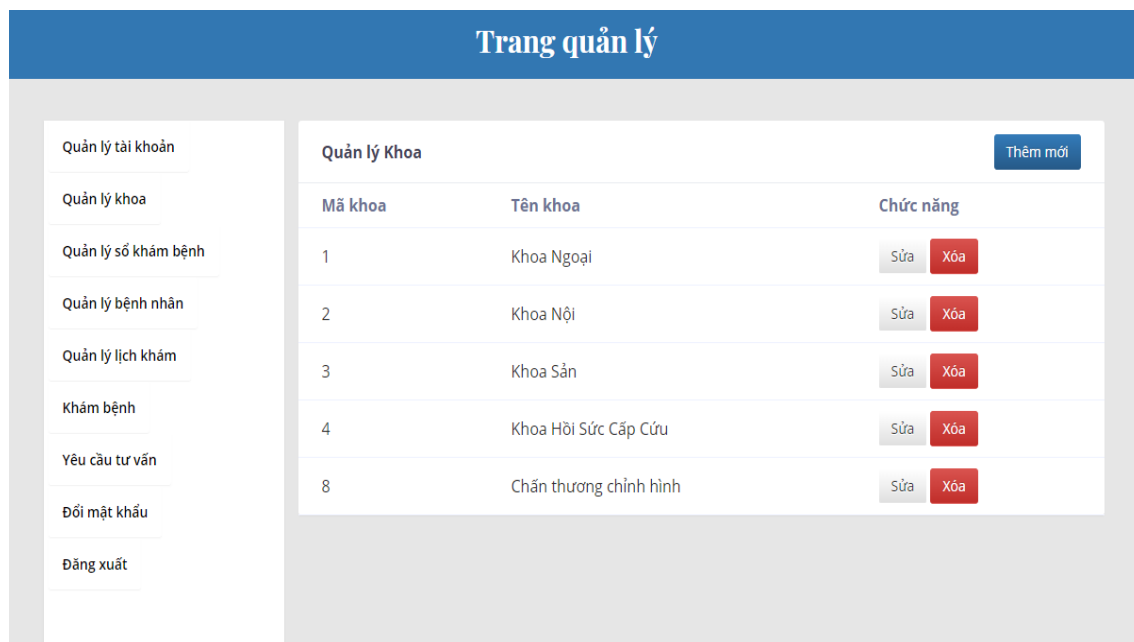 Trang quản lý
Quản lý tài khoản
Quản lý khoa
Quản lý sổ khám bệnh
Quản lý bệnh nhân
Quản lý lịch khám
Khám bệnh
Yêu cầu tư vấn
Đổi mật khẩu
Đăng xuất
Quản lý Khoa Thêm mới
Mã khoa Tên khoa Chức năng
1 Khoa Ngoại Sửa Xóa
2 Khoa Nội Sửa Xóa
3 Khoa Sản Sửa Xóa
4 Khoa Hồi Sức Cấp Cứu Sửa Xóa
8 Chấn thương chỉnh hình Sửa Xóa